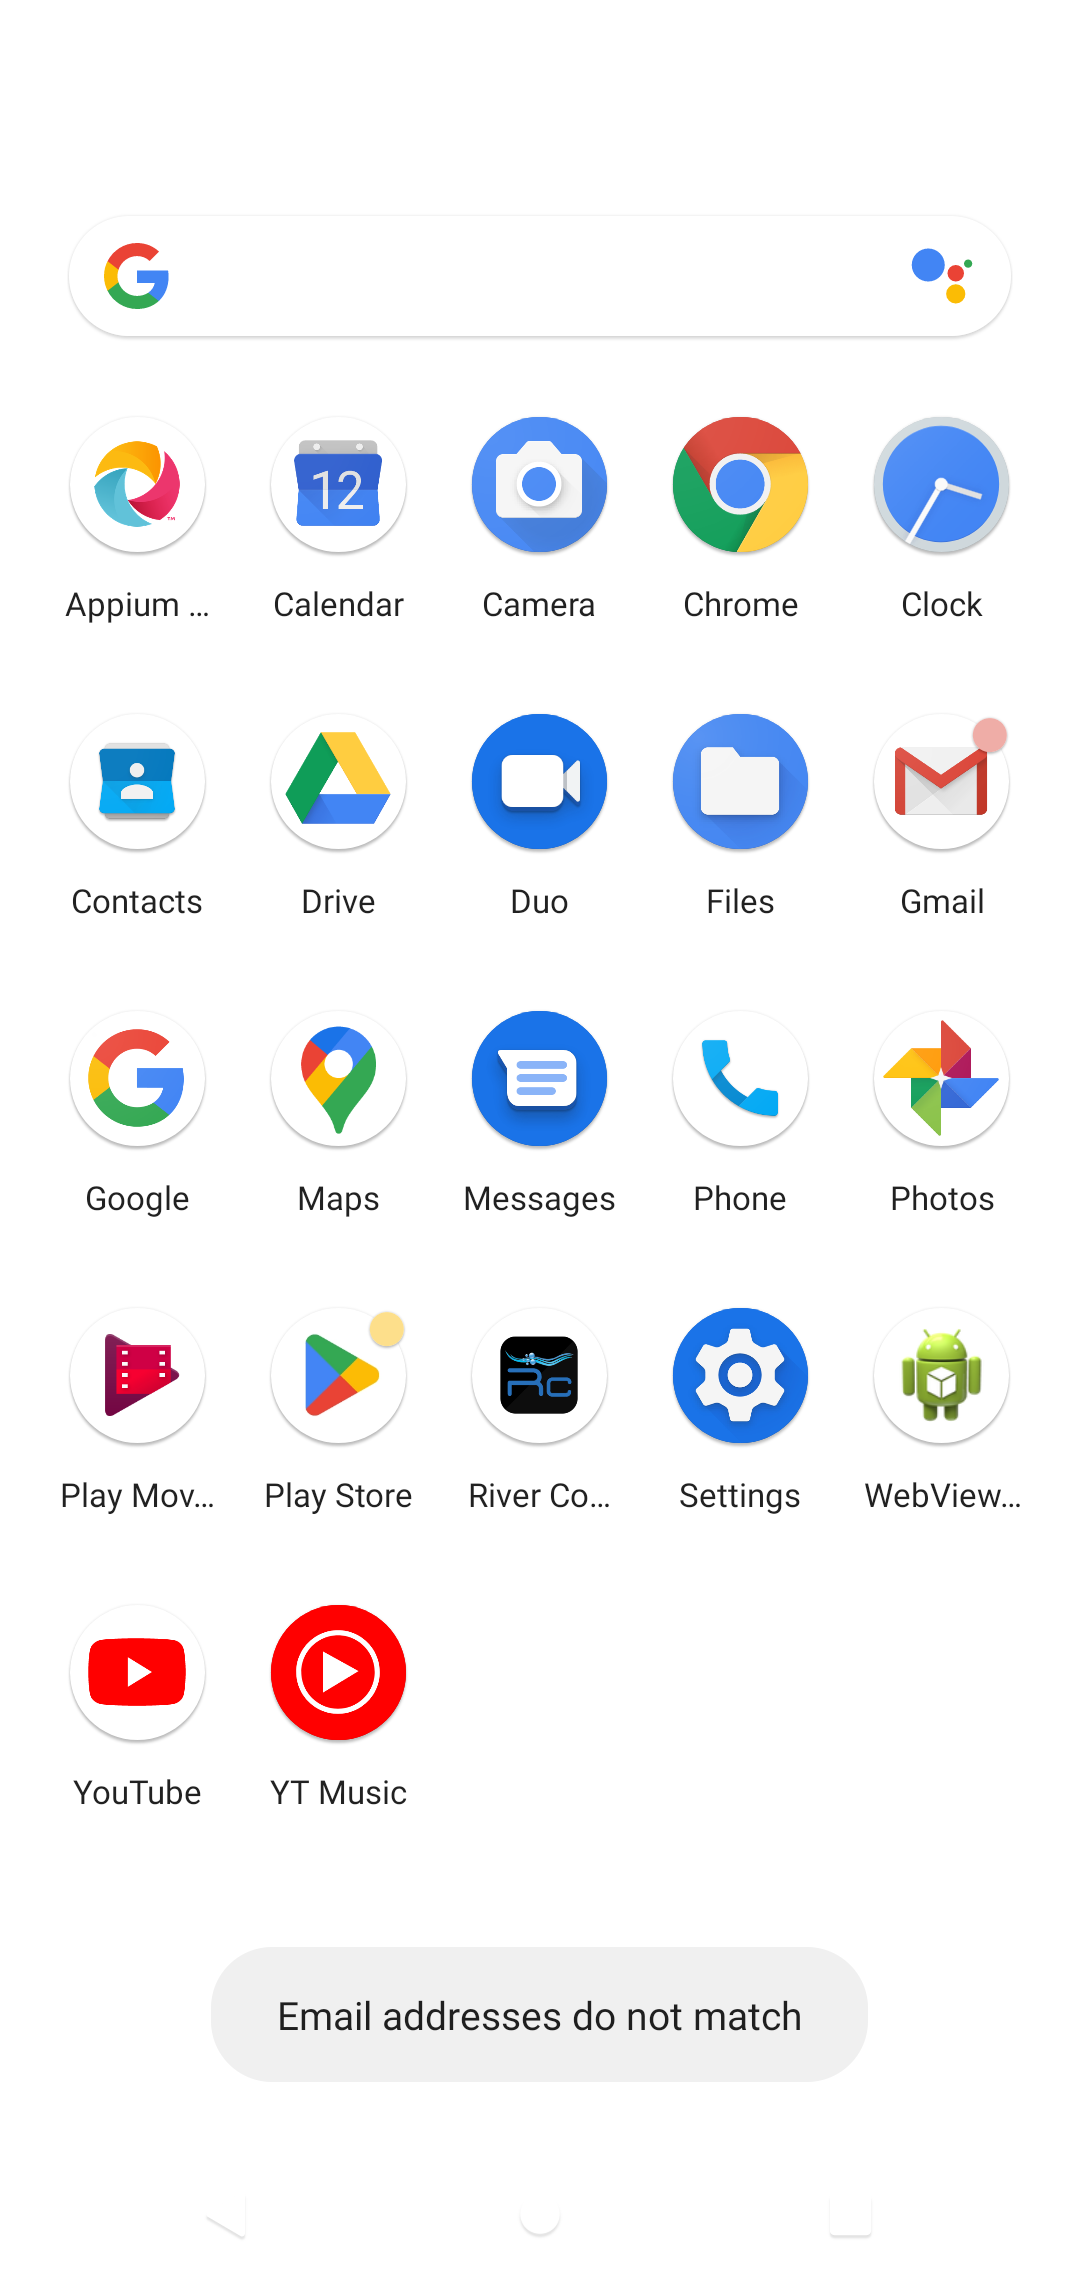 12
Appium ...
Calendar
Camera
Chrome
Clock
Contacts
Drive
Duo
Files
Gmail
Google
Maps
Messages
Phone
Photos
Rc
Play Mov...
Play Store
River Co...
Settings
WebView...
YouTube
YT Music
Email addresses do not match